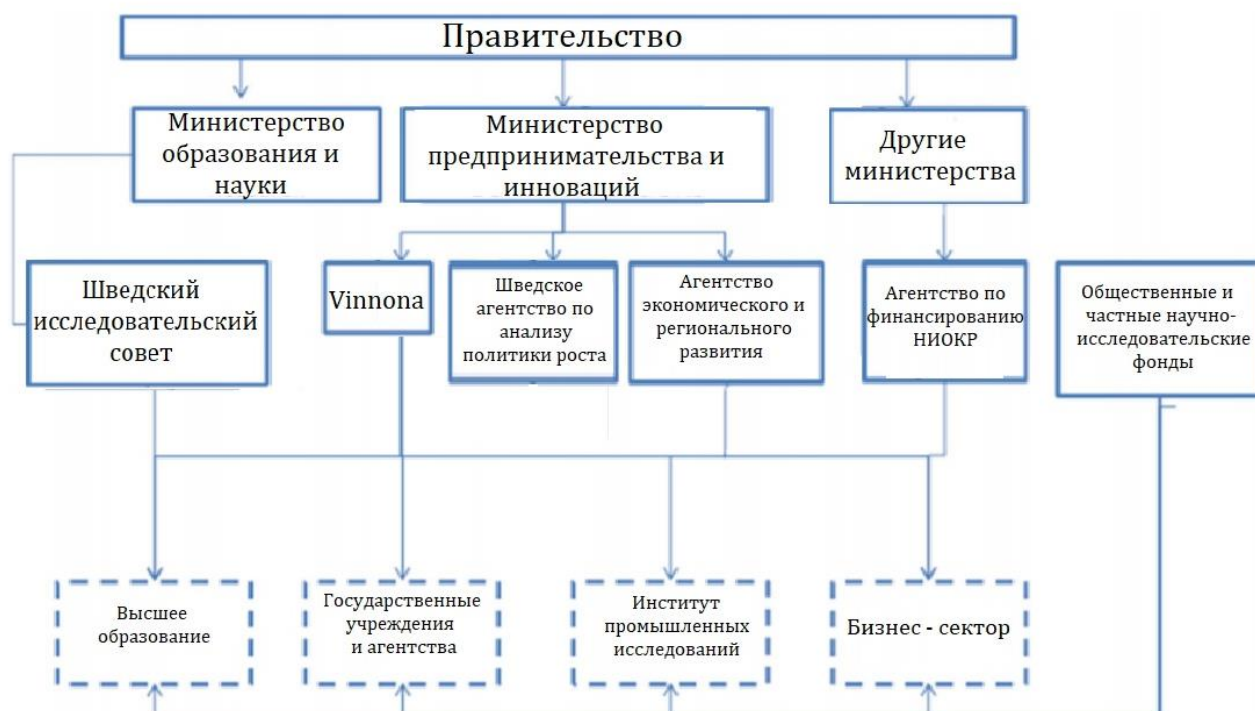 Правительство
Министерство
образования и
науки
Министерство
предпринимательства и
инноваций
Другие
министерства
Шведский
исследовательский
совет
Vinnona
Шведское
агентство по
анализу
политики роста
Агентство
экономического и
регионального
развития
Агентство по
финансированию
НИОКР
Общественные и
частные научно-
исследовательские
фонды
Высшее
образование
Государственные
учреждения
и агентства
Институт
промышленных
исследований
Бизнес - сектор